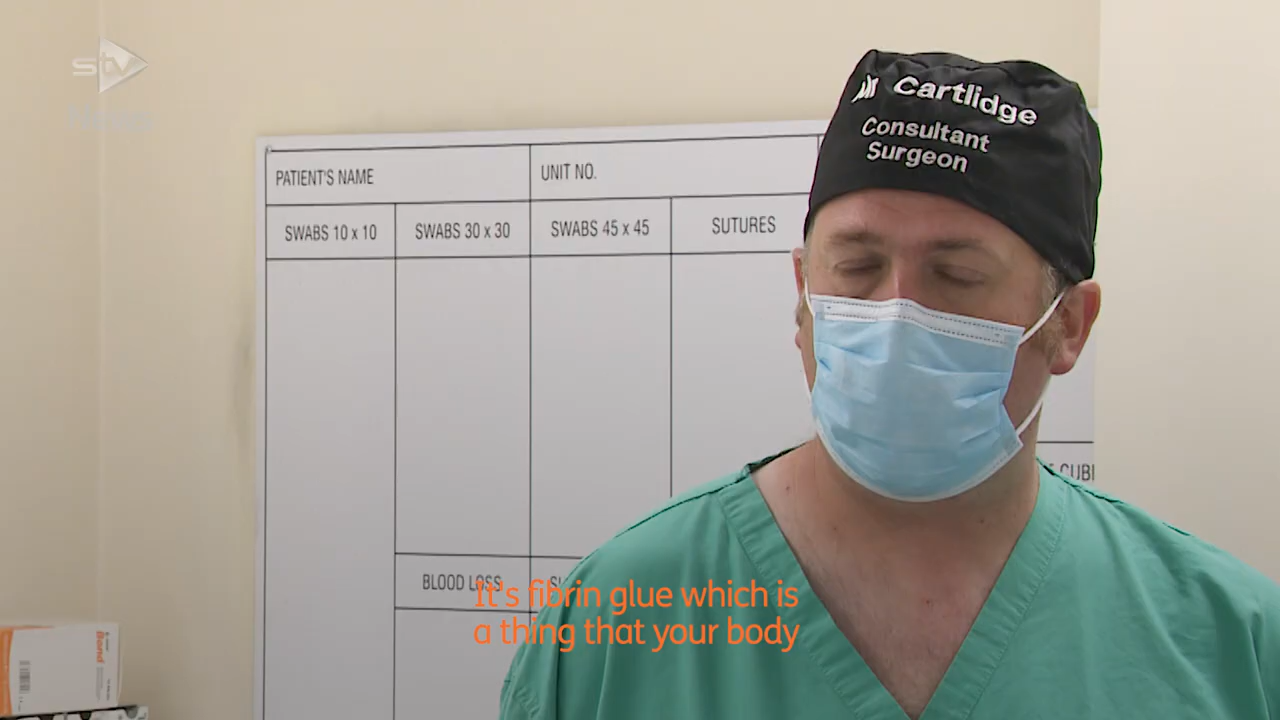 stv
News
Cartlidge
Consultant
Surgeon
PATIENT'S NAME
UNIT NO.
SWABS 10 x 10
SWABS 30 x 30
SWABS 45 x 45
SUTURES
BLOOD LOSS
It's fibrin glue which is
a thing that your body
Band